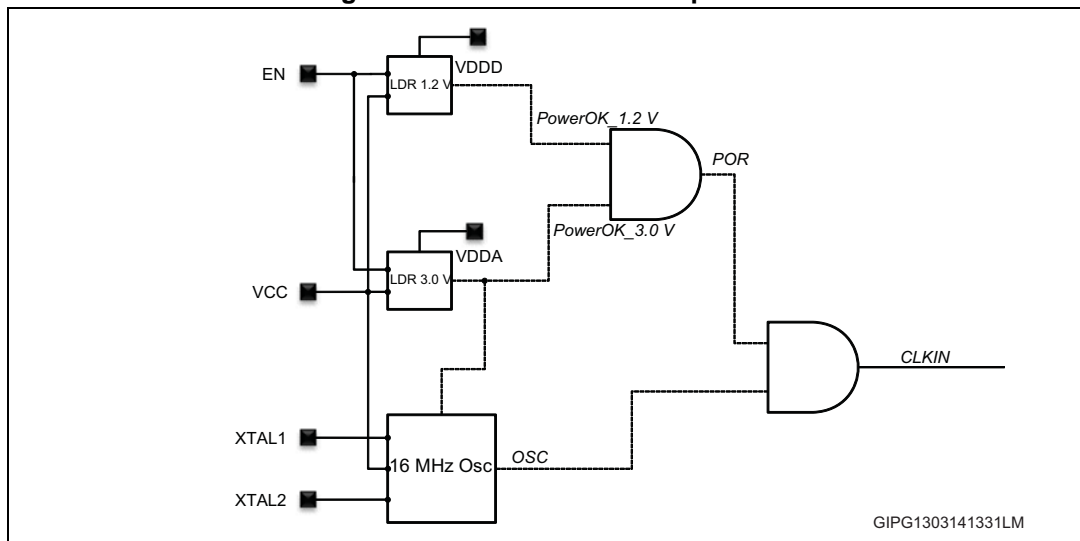 EN
VDDD
LDR 1.2 V
PowerOK_1.2 V
POR
PowerOK_3.0 V
VDDA
LDR 3.0 V
VCC
CLKIN
XTAL1
16 MHz Osc
OSC
XTAL2
GIPG1303141331LM